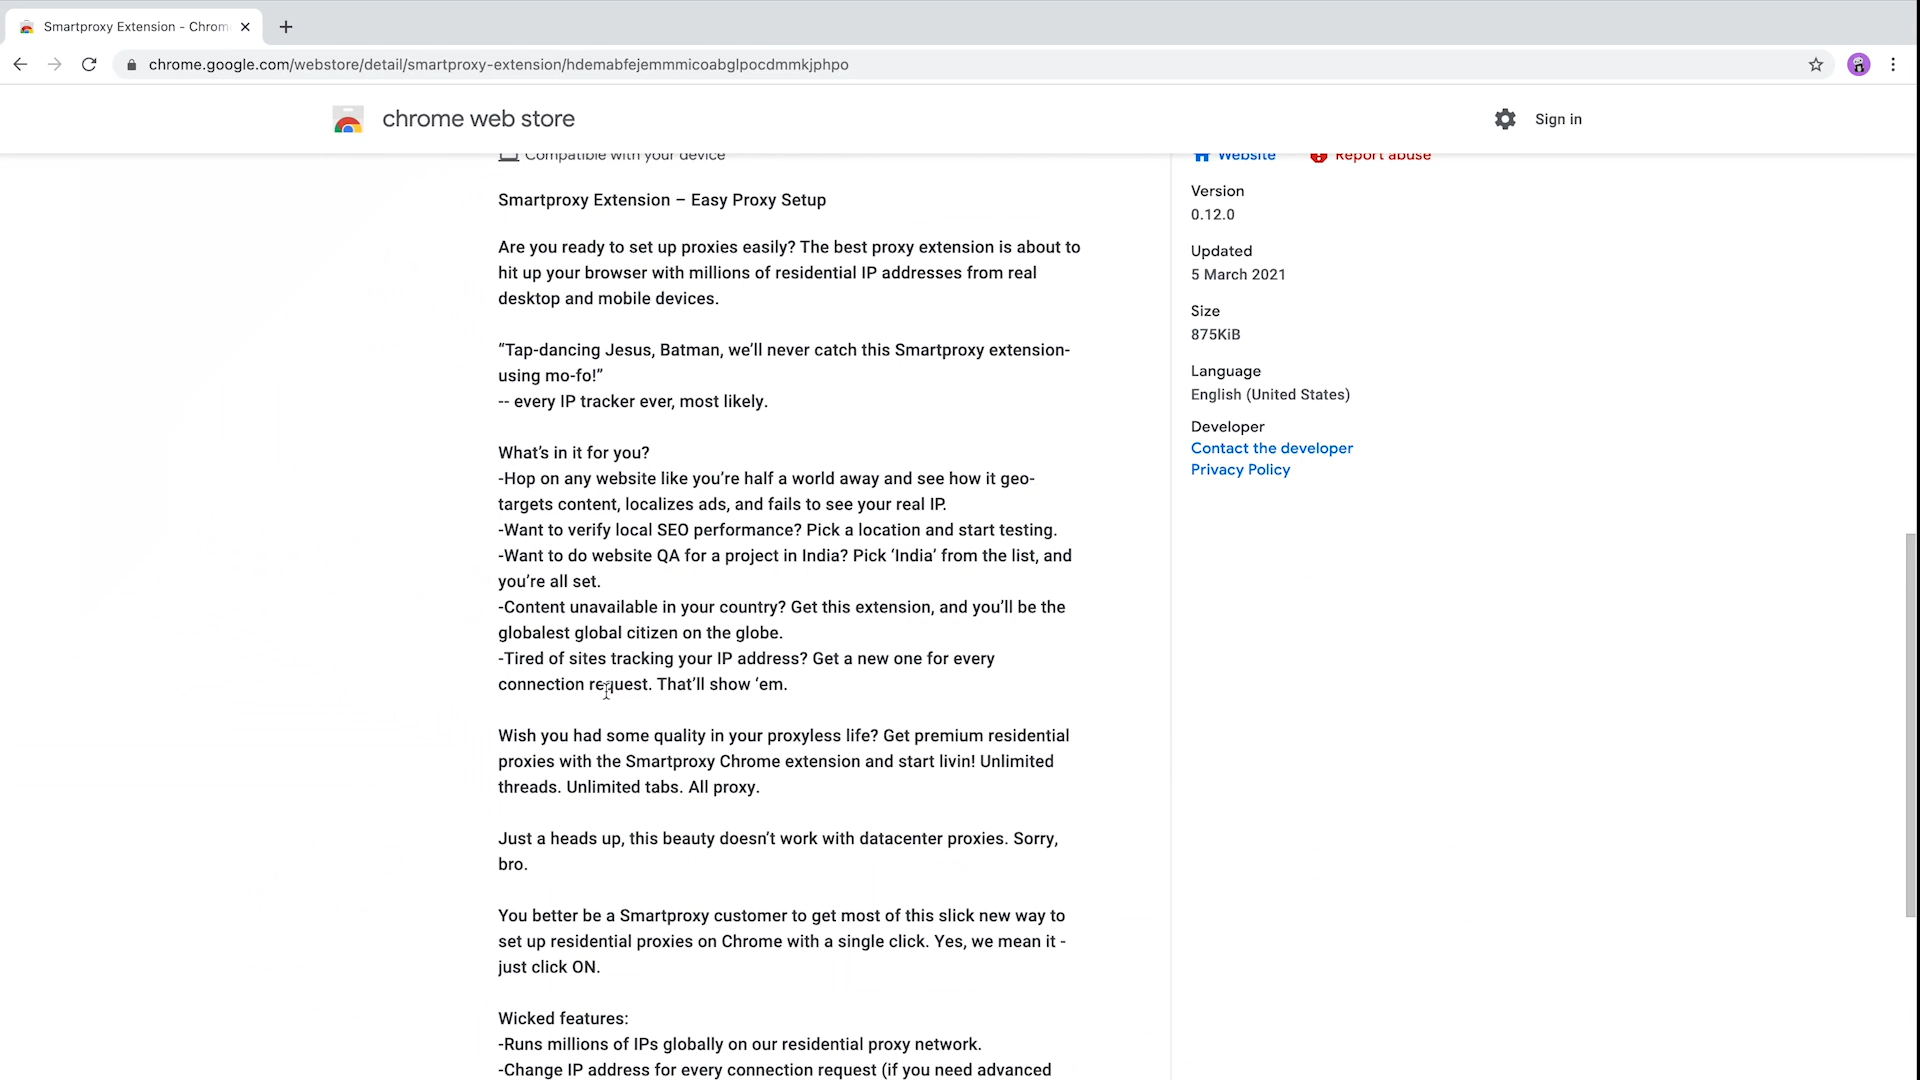 Smartproxy Extension - Chrom
chrome.google.com/webstore/detail/smartproxy-extension/hdemabfejemmmicoabglpocdmmkjphpo
chrome web store
Sign in
Compatible with your device
Website
Report abuse
Smartproxy Extension – Easy Proxy Setup
Are you ready to set up proxies easily? The best proxy extension is about to
hit up your browser with millions of residential IP addresses from real
desktop and mobile devices.
“Tap-dancing Jesus, Batman, we’ll never catch this Smartproxy extension-
using mo-fo!”
-- every IP tracker ever, most likely.
What’s in it for you?
-Hop on any website like you’re half a world away and see how it geo-
targets content, localizes ads, and fails to see your real IP.
-Want to verify local SEO performance? Pick a location and start testing.
-Want to do website QA for a project in India? Pick ‘India’ from the list, and
you’re all set.
-Content unavailable in your country? Get this extension, and you’ll be the
globalest global citizen on the globe.
-Tired of sites tracking your IP address? Get a new one for every
connection request. That’ll show ‘em.
Wish you had some quality in your proxyless life? Get premium residential
proxies with the Smartproxy Chrome extension and start livin! Unlimited
threads. Unlimited tabs. All proxy.
Just a heads up, this beauty doesn’t work with datacenter proxies. Sorry,
bro.
You better be a Smartproxy customer to get most of this slick new way to
set up residential proxies on Chrome with a single click. Yes, we mean it -
just click ON.
Wicked features:
-Runs millions of IPs globally on our residential proxy network.
-Change IP address for every connection request (if you need advanced
Version
0.12.0
Updated
5 March 2021
Size
875KiB
Language
English (United States)
Developer
Contact the developer
Privacy Policy